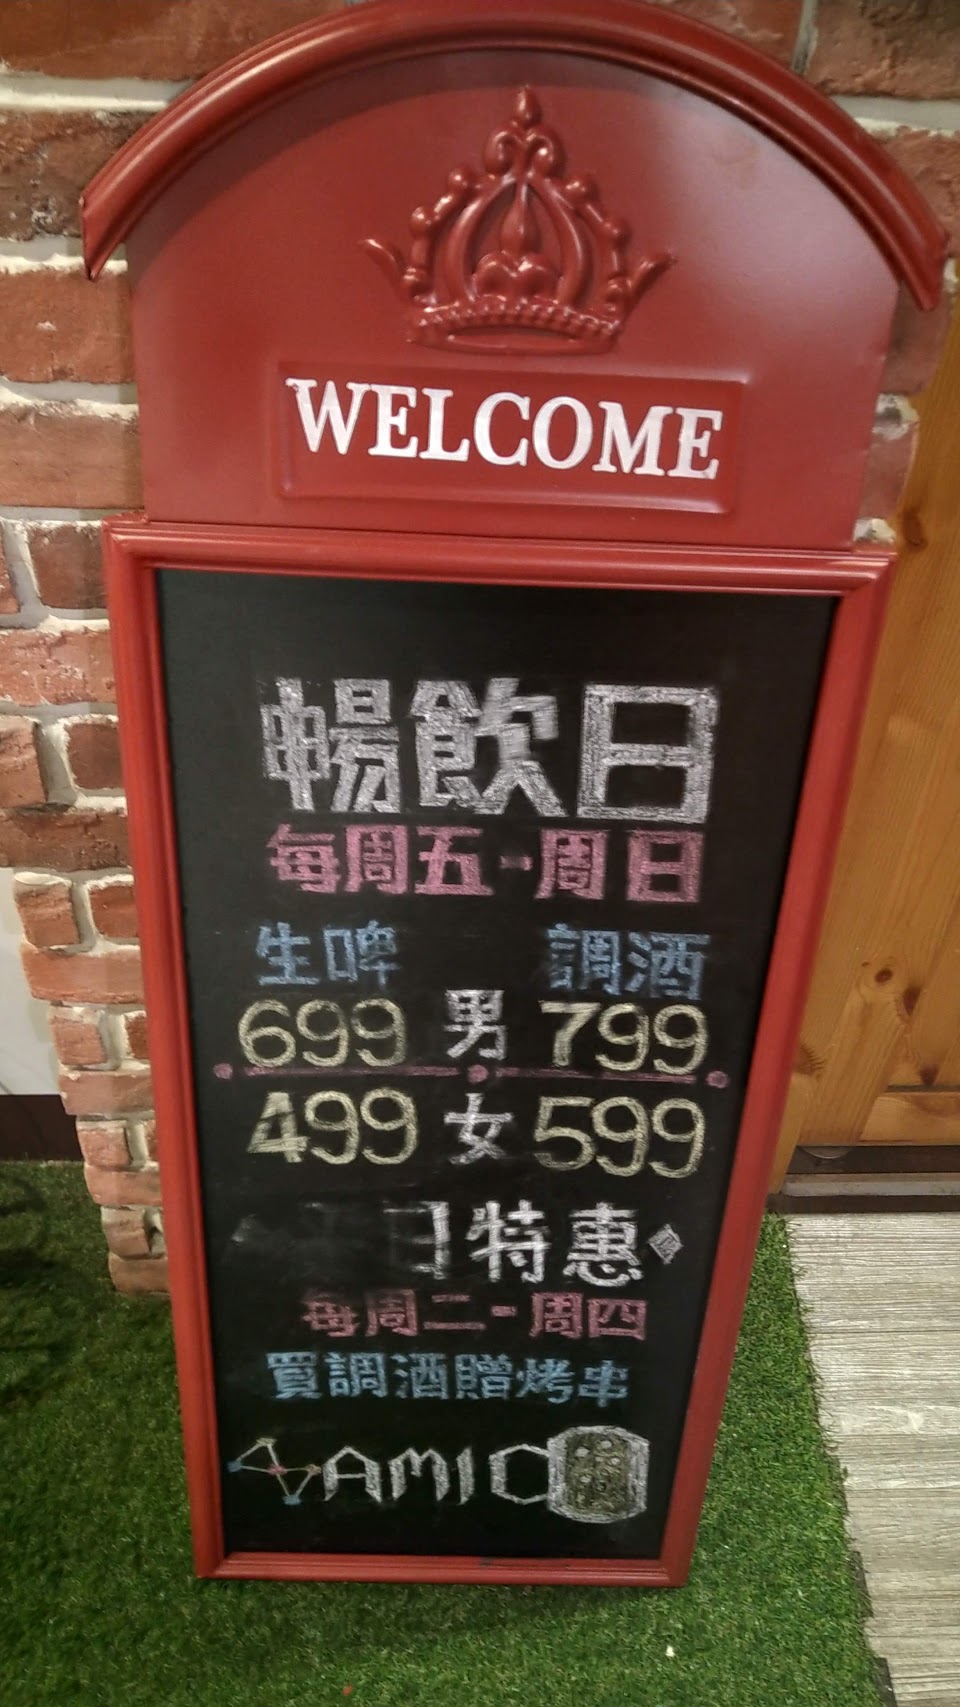 WELCOME
暢飲日
每周五-周日
生啤 調酒
699 男 799
499 女 599
日特惠
每周二-周四
買調酒贈烤串
AMIC